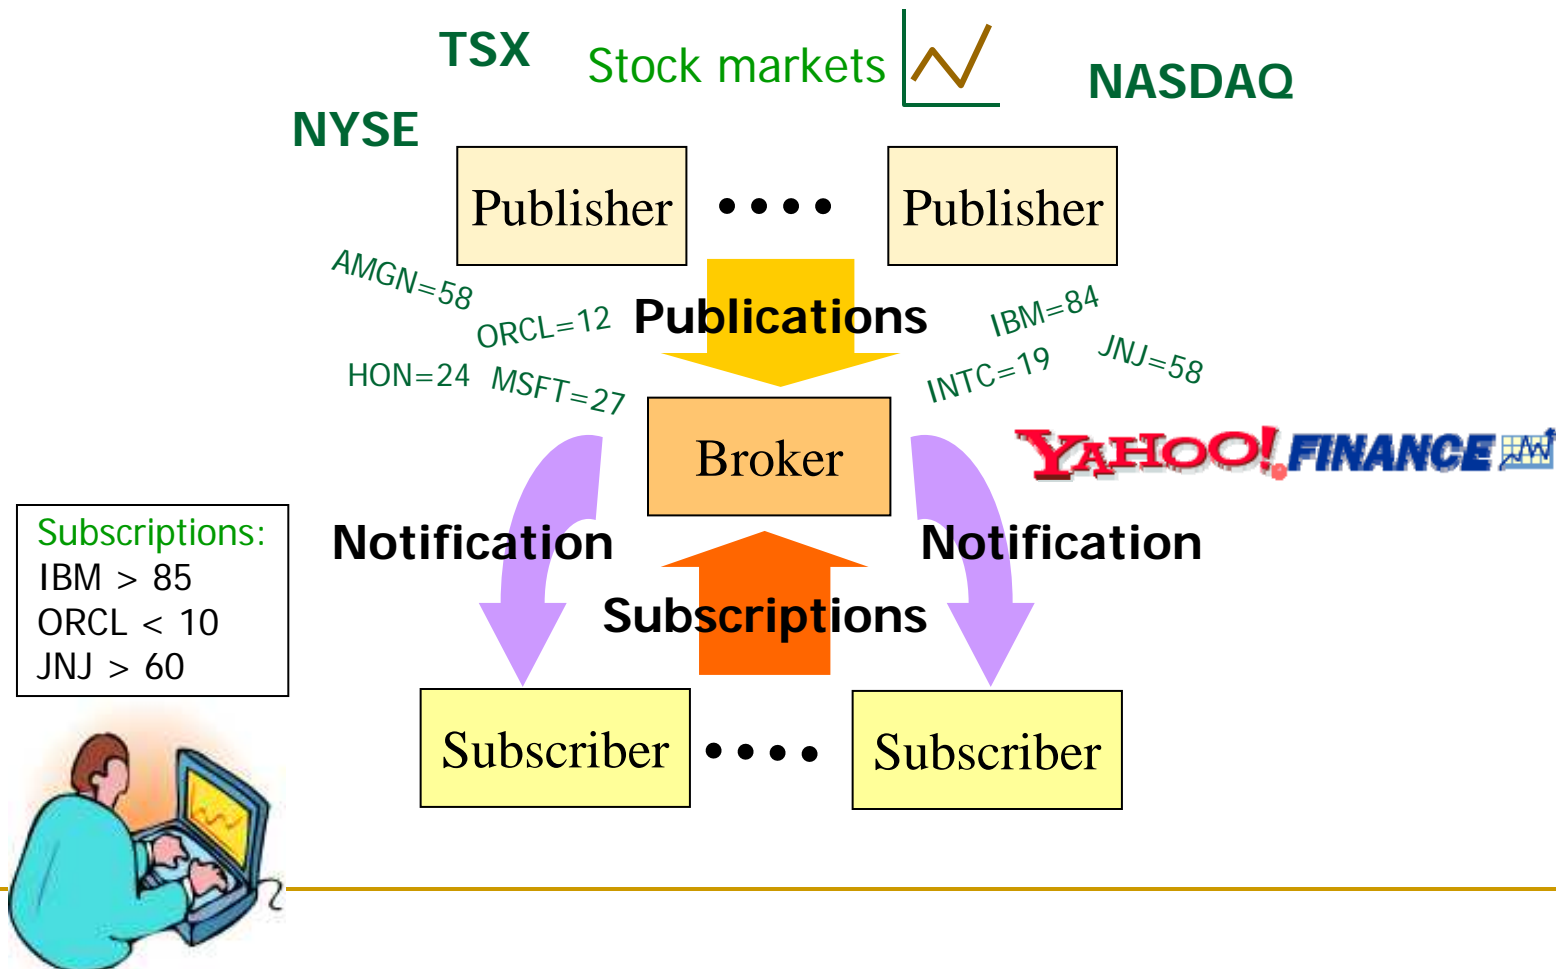 TSX
Stock markets
NASDAQ
NYSE
Publisher
Publisher
AMGN=58
ORCL=12
Publications
IBM=84
JNJ=58
HON=24
MSFT=27
INTC=19
Broker
YAHOO! FINANCE
Subscriptions:
IBM > 85
ORCL < 10
JNJ > 60
Notification
Notification
Subscriptions
Subscriber
Subscriber